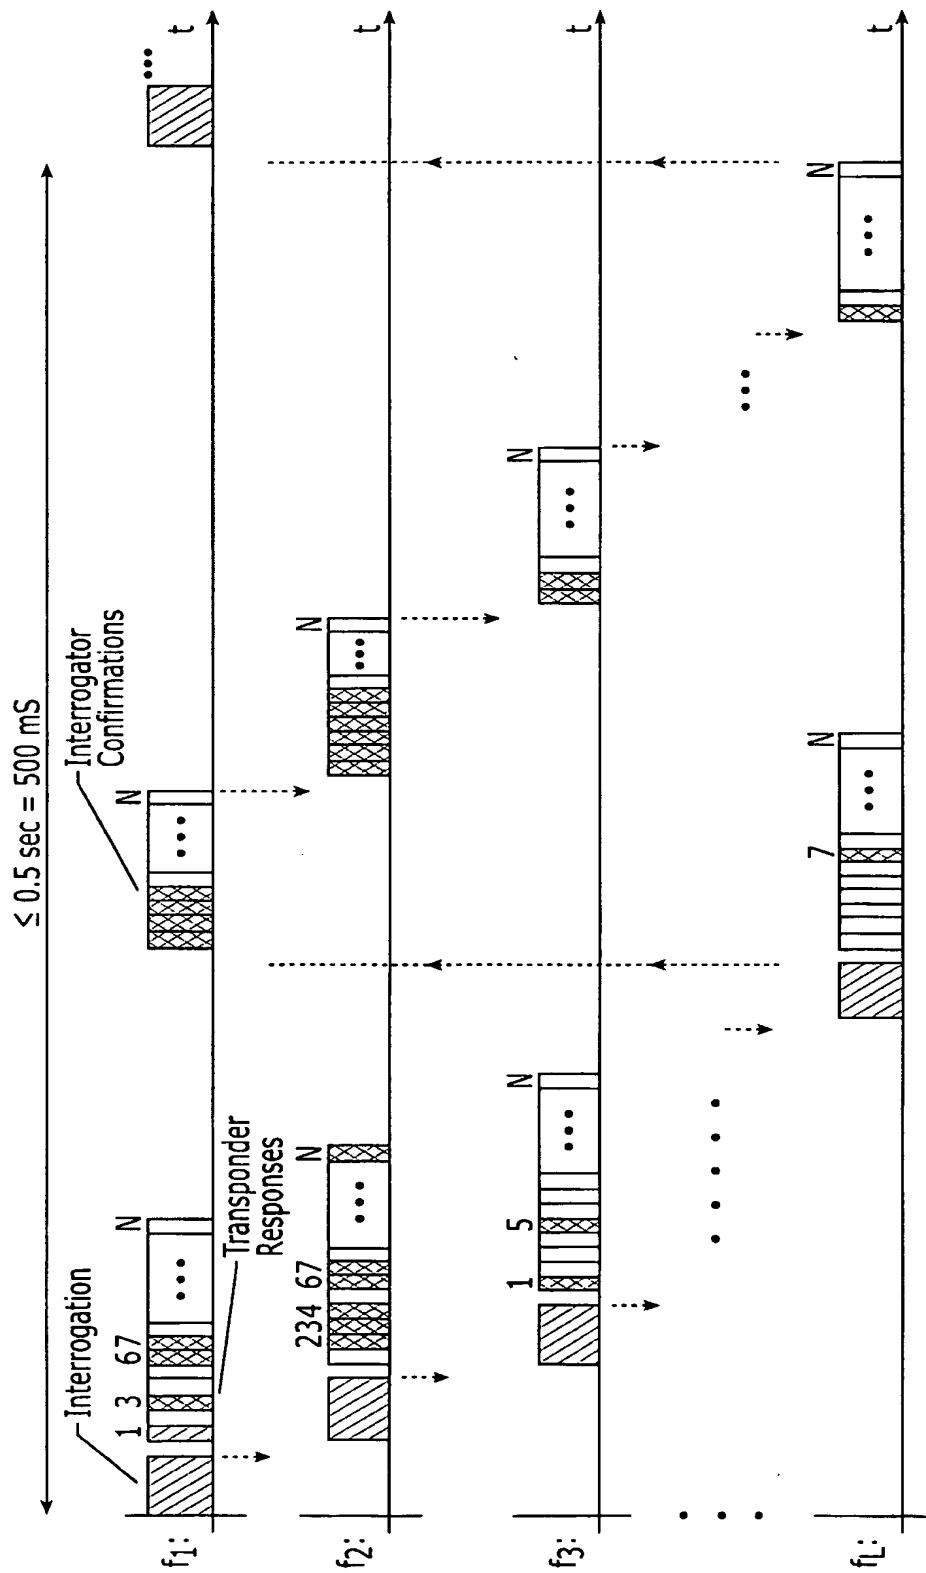 ≤ 0.5 sec = 500 mS
Interrogation
Transponder
Responses
Interrogator
Confirmations
f1:
1 3 67 N
N
t
f2:
234 67 N
N
t
f3:
1 5 N
N
t
fL:
7 N
N
t